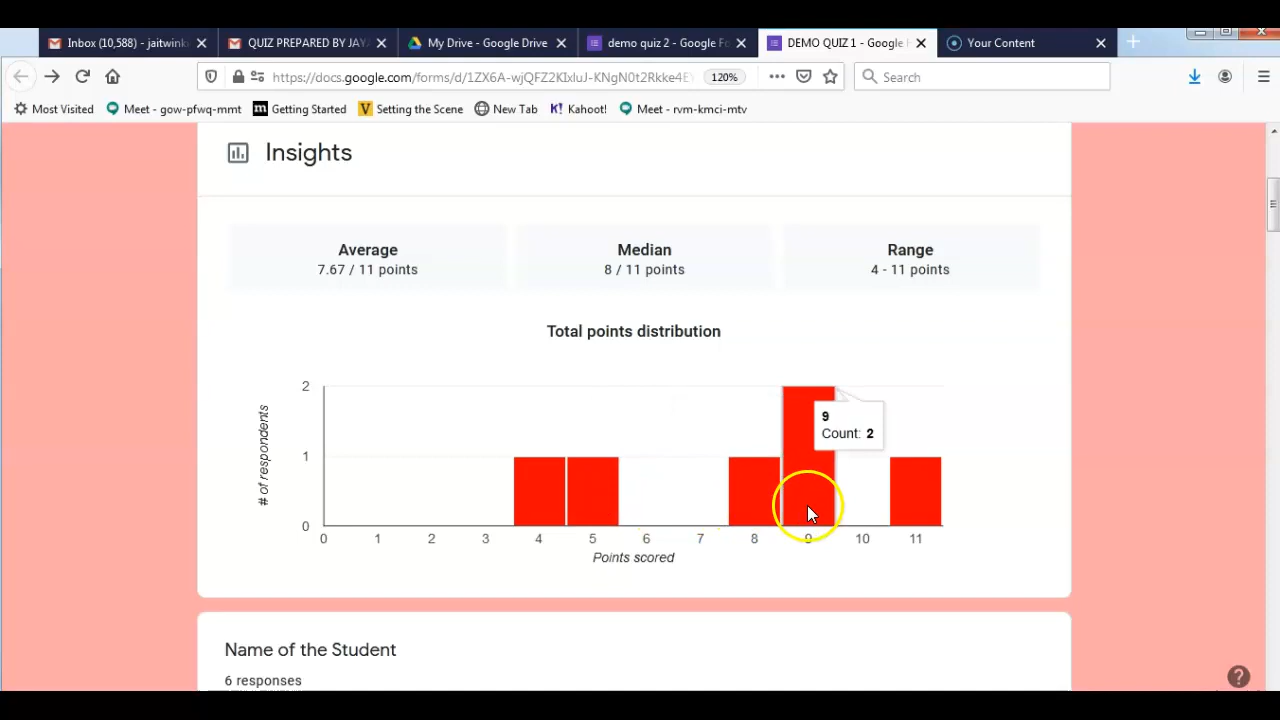 Inbox (10,588) - jaitwink
QUIZ PREPARED BY JAY
My Drive - Google Drive
demo quiz 2 - Google Fo
DEMO QUIZ 1 - Google F
Your Content
https://docs.google.com/forms/d/1ZX6A-wjQFZ2KIxluJ-KNgN0t2Rkke4EY
120%
Search
Most Visited
Meet - gow-pfwq-mmt
Getting Started
Setting the Scene
New Tab
Kahoot!
Meet - rvm-kmci-mtv
Insights
Average
7.67 / 11 points
Median
8 / 11 points
Range
4 - 11 points
Total points distribution
# of respondents
2
1
0
9
Count: 2
0 1 2 3 4 5 6 7 8 9 10 11
Points scored
Name of the Student
6 responses